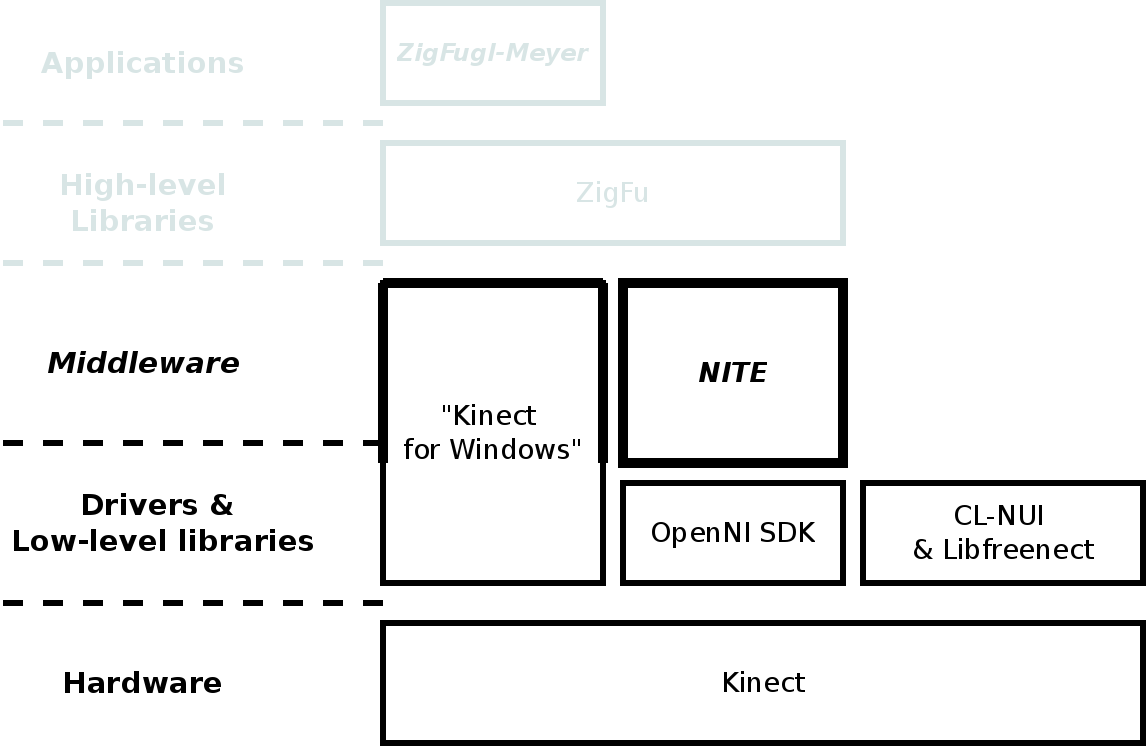 Applications
ZigFugl-Meyer
High-level
Libraries
ZigFu
Middleware
"Kinect
for Windows"
NITE
Drivers &
Low-level libraries
OpenNI SDK
CL-NUI
& Libfreenect
Hardware
Kinect